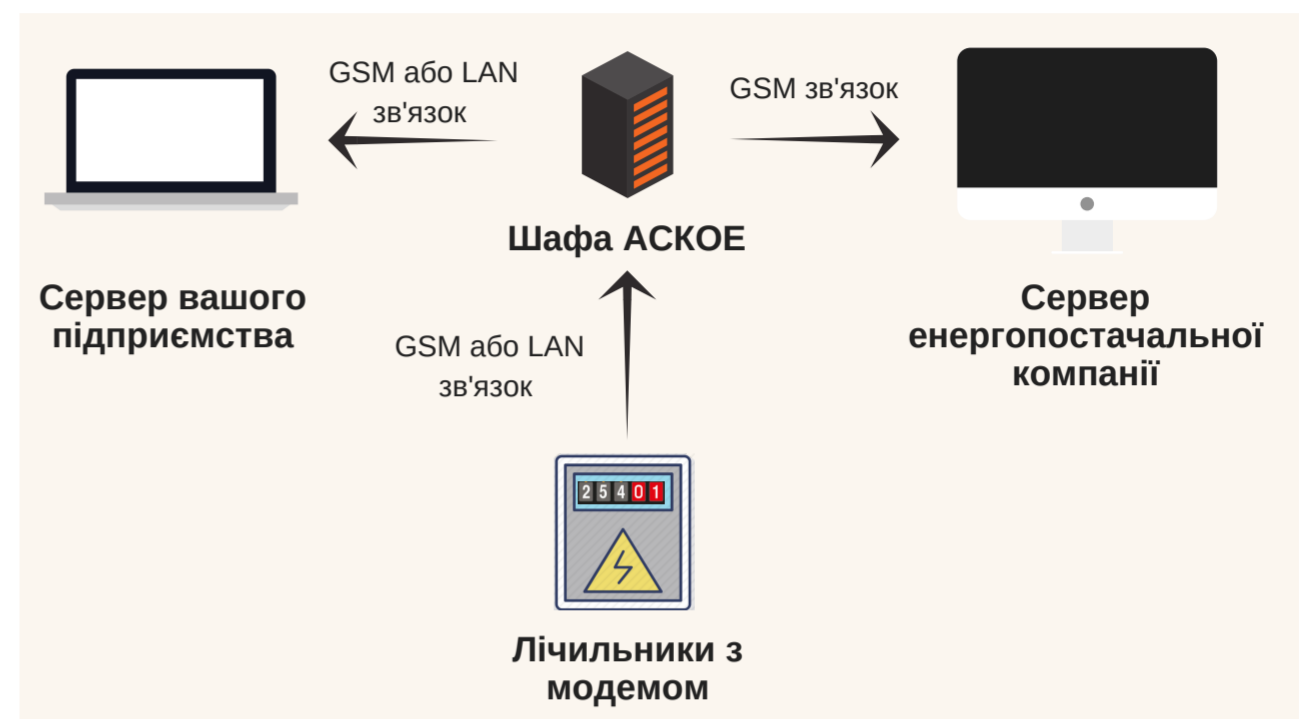 GSM або LAN
зв'язок
GSM зв'язок
Шафа АСКОЕ
Сервер вашого
підприємства
Сервер
енергопостачальної
компанії
GSM або LAN
зв'язок
25401
Лічильники з
модемом